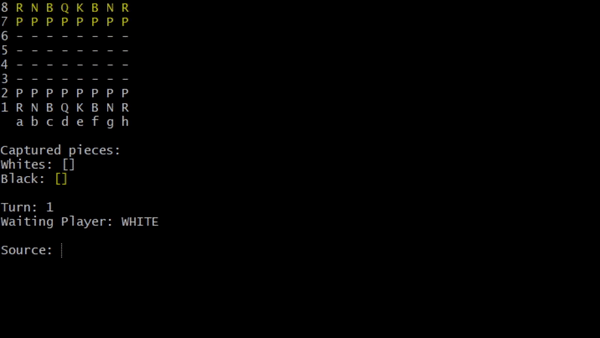 8 R N B Q K B N R
7 P P P P P P P P
6 - - - - - - - -
5 - - - - - - - -
4 - - - - - - - -
3 - - - - - - - -
2 P P P P P P P P
1 R N B Q K B N R
a b c d e f g h
Captured pieces:
Whites: []
Black: []
Turn: 1
Waiting Player: WHITE
Source: